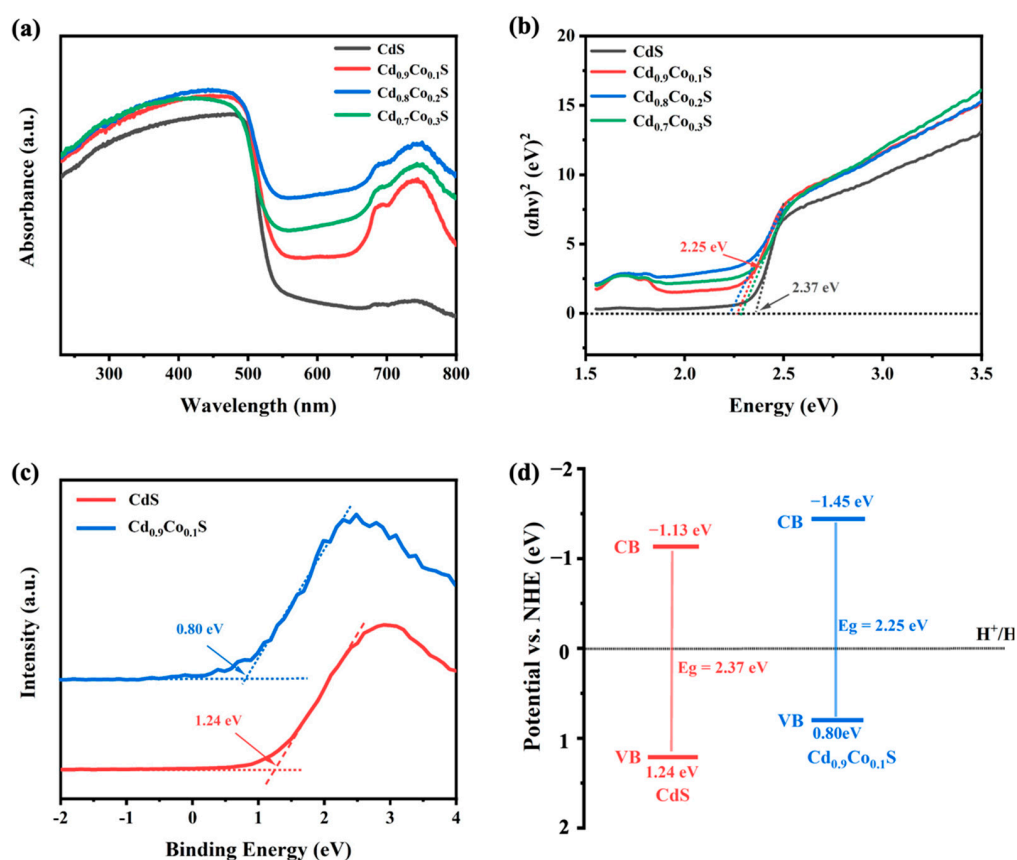 (a)
CdS
Cd0.9Co0.1S
Cd0.8Co0.2S
Cd0.7Co0.3S
Absorbance (a.u.)
300 400 500 600 700 800
Wavelength (nm)
(b)
CdS
Cd0.9Co0.1S
Cd0.8Co0.2S
Cd0.7Co0.3S
(αhv)² (eV)²
20
15
10
5
0
2.25 eV
2.37 eV
1.5 2.0 2.5 3.0 3.5
Energy (eV)
(c)
CdS
Cd0.9Co0.1S
Intensity (a.u.)
0.80 eV
1.24 eV
-2 -1 0 1 2 3 4
Binding Energy (eV)
(d)
Potential vs. NHE (eV)
−2
−1
0
1
2
−1.13 eV
CB
Eg = 2.37 eV
VB
1.24 eV
CdS
−1.45 eV
CB
Eg = 2.25 eV
VB
0.80eV
Cd0.9Co0.1S
H⁺/H